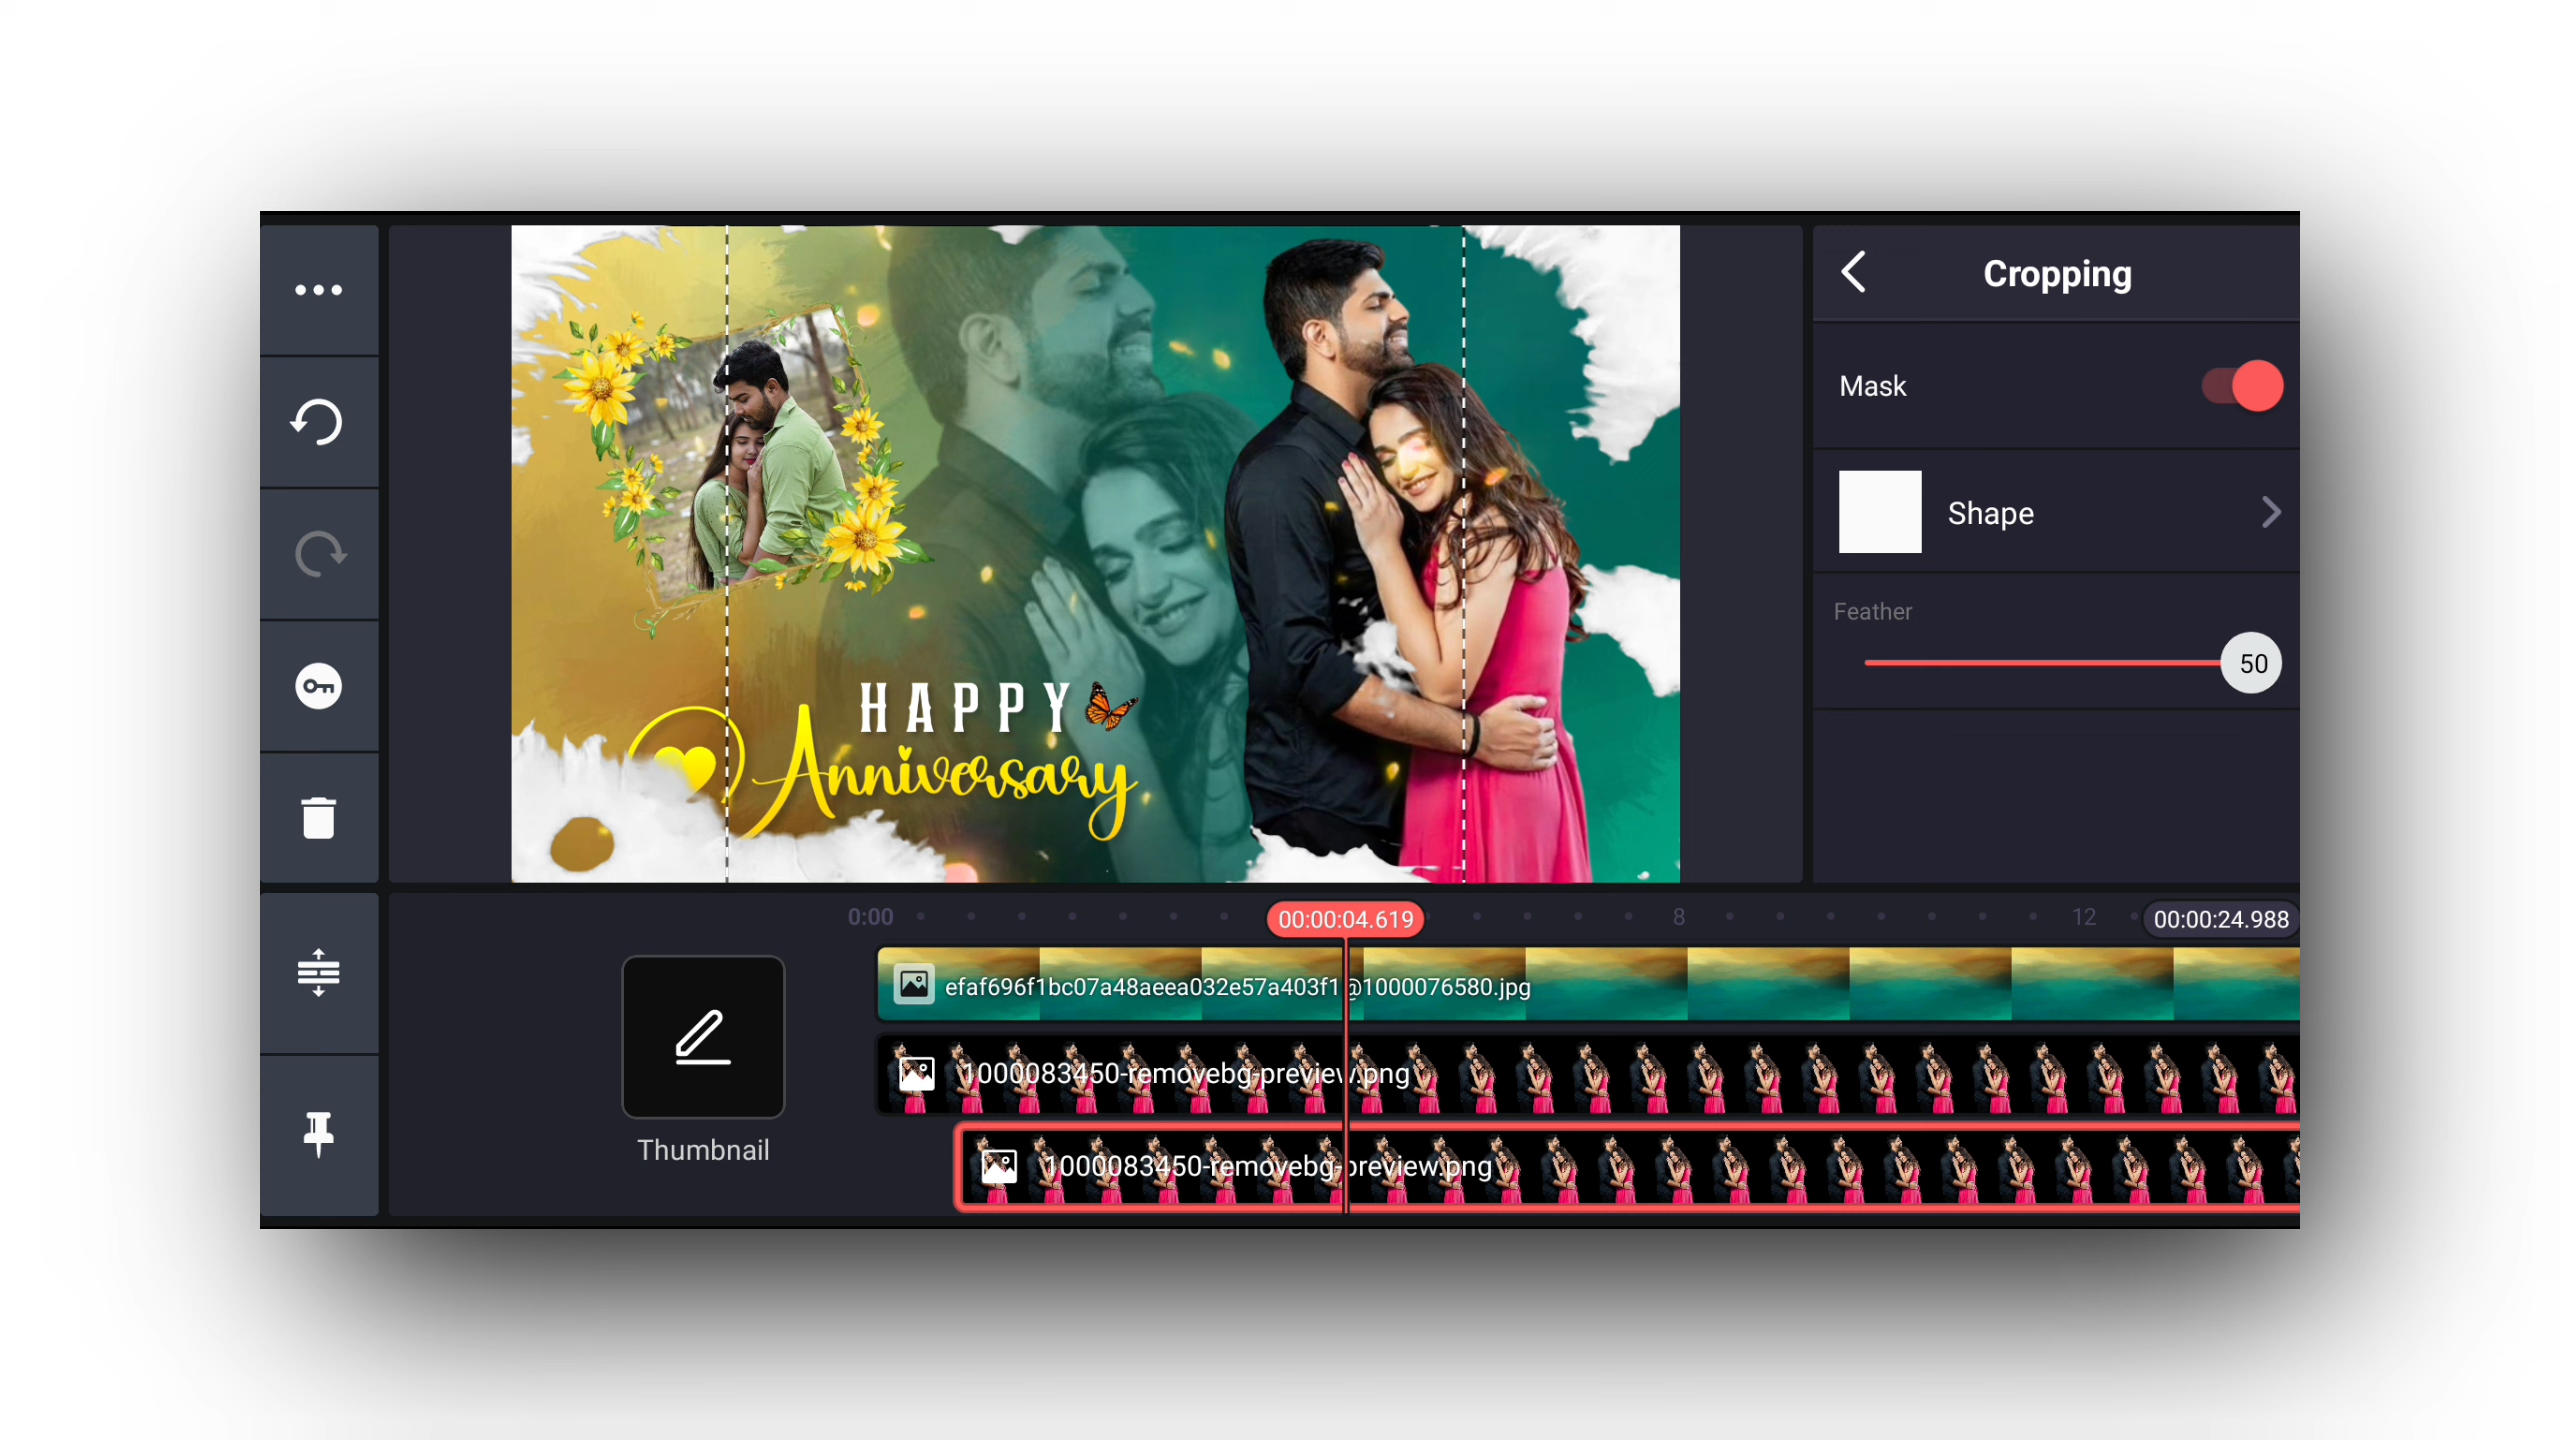 Cropping
Mask
Shape
Feather
50
HAPPY
Anniversary
0:00
00:00:04.619
8
12
00:00:24.988
efaf696f1bc07a48aeea032e57a403f1@1000076580.jpg
1000083450-removebg-preview.png
1000083450-removebg-preview.png
Thumbnail